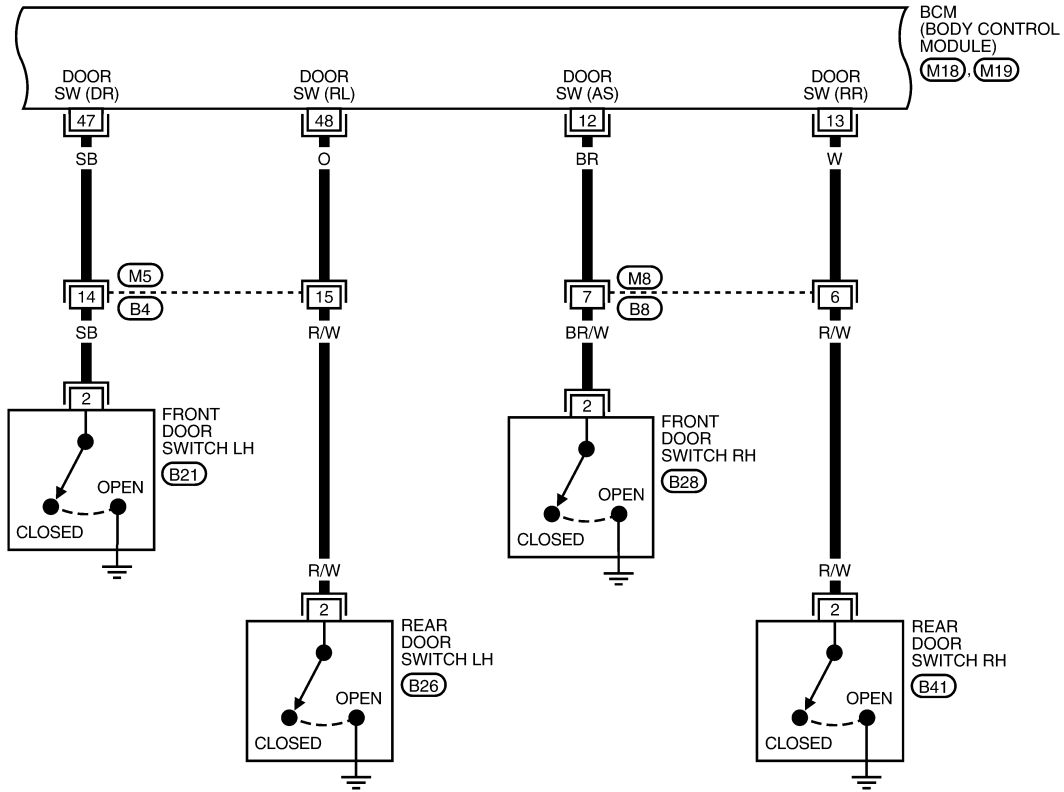 BCM
(BODY CONTROL
MODULE)
M18, M19
DOOR
SW (DR)
DOOR
SW (RL)
DOOR
SW (AS)
DOOR
SW (RR)
47
48
12
13
SB
O
BR
W
M5
M8
14
15
7
6
B4
B8
SB
R/W
BR/W
R/W
2
FRONT
DOOR
SWITCH LH
B21
OPEN
CLOSED
2
FRONT
DOOR
SWITCH RH
B28
OPEN
CLOSED
R/W
R/W
2
REAR
DOOR
SWITCH LH
B26
OPEN
CLOSED
2
REAR
DOOR
SWITCH RH
B41
OPEN
CLOSED